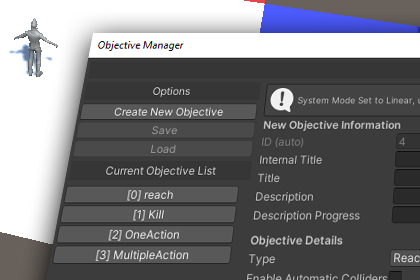 Objective Manager
Options
Create New Objective
Save
Load
Current Objective List
[0] reach
[1] Kill
[2] OneAction
[3] MultipleAction
System Mode Set to Linear,
New Objective Information
ID (auto) 4
Internal Title
Title
Description
Description Progress
Objective Details
Type Reac
Enable Automatic Colliders